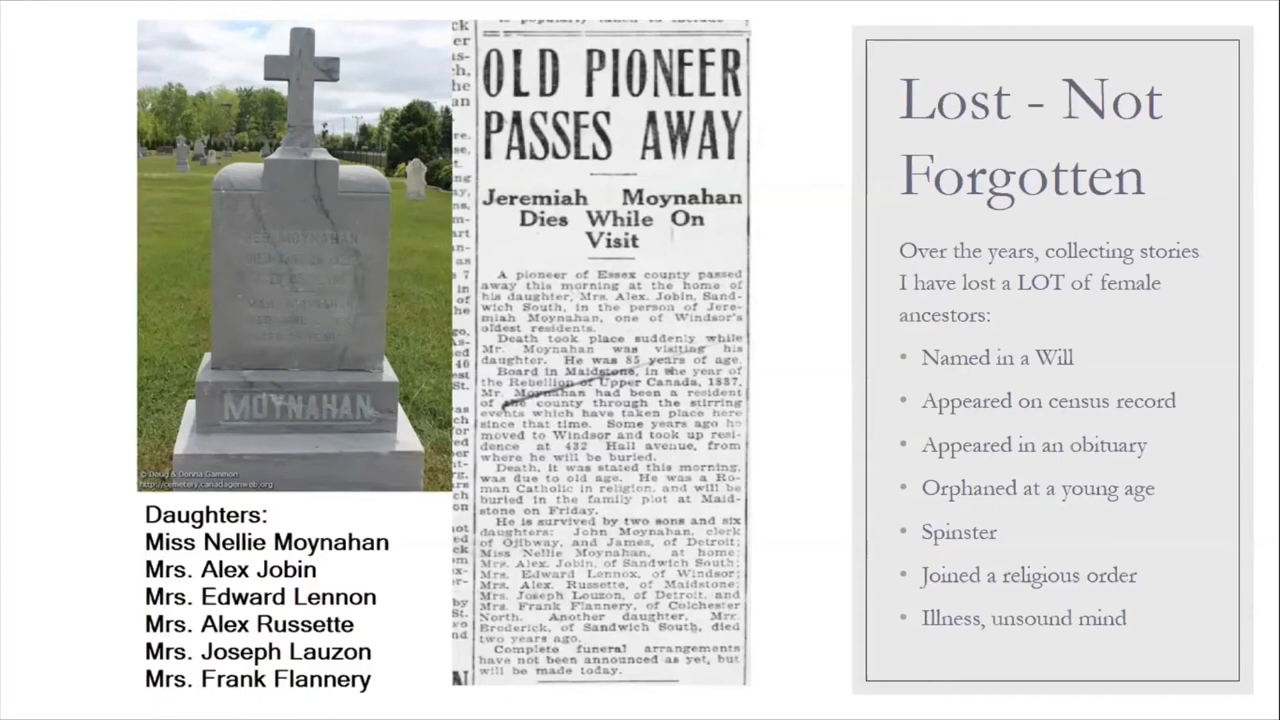 JER. MOYNAHAN
MOYNAHAN
© Doug & Donna Gammon
http://cemetery.canadagenweb.org
Daughters:
Miss Nellie Moynahan
Mrs. Alex Jobin
Mrs. Edward Lennon
Mrs. Alex Russette
Mrs. Joseph Lauzon
Mrs. Frank Flannery
OLD PIONEER
PASSES AWAY
Jeremiah Moynahan
Dies While On
Visit
A pioneer of Essex county passed
away this morning at the home of
his daughter, Mrs. Alex. Jobin, Sand-
wich South, in the person of Jere-
miah Moynahan, one of Windsor's
oldest residents.
Death took place suddenly while
Mr. Moynahan was visiting his
daughter. He was 85 years of age.
Board in Maidstone, in the year of
the Rebellion of Upper Canada, 1837,
Mr. Moynahan had been a resident
of the county through the stirring
events which have taken place here
since that time. Some years ago he
moved to Windsor and took up resi-
dence at 432 Hall avenue, from
where he will be buried.
Death, it was stated this morning,
was due to old age. He was a Ro-
man Catholic in religion, and will be
buried in the family plot at Maid-
stone on Friday.
He is survived by two sons and six
daughters: John Moynahan, clerk
of Ojibway, and James, of Detroit;
Miss Nellie Moynahan, at home;
Mrs. Alex. Jobin, of Sandwich South;
Mrs. Edward Lennox, of Windsor;
Mrs. Alex. Russette, of Maidstone;
Mrs. Joseph Louzon, of Detroit, and
Mrs. Frank Flannery, of Colchester
North. Another daughter, Mrs.
Broderick, of Sandwich South, died
two years ago.
Complete funeral arrangements
have not been announced as yet, but
will be made today.
Lost - Not
Forgotten
Over the years, collecting stories
I have lost a LOT of female
ancestors:
• Named in a Will
• Appeared on census record
• Appeared in an obituary
• Orphaned at a young age
• Spinster
• Joined a religious order
• Illness, unsound mind